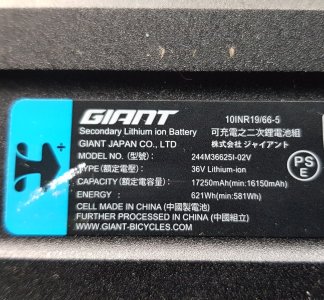 GIANT 10INR19/66-5
Secondary Lithium ion Battery 可充電之二次鋰電池組
GIANT JAPAN CO., LTD 株式会社 ジャイアント
MODEL NO. (型號): 244M36625I-02V
TYPE (額定電壓): 36V Lithium-ion
CAPACITY (額定電容量): 17250mAh(min:16150mAh)
ENERGY : 621Wh(min:581Wh)
CELL MADE IN CHINA (中國製電池)
FURTHER PROCESSED IN CHINA (中國組立)
WWW.GIANT-BICYCLES.COM
PS
E